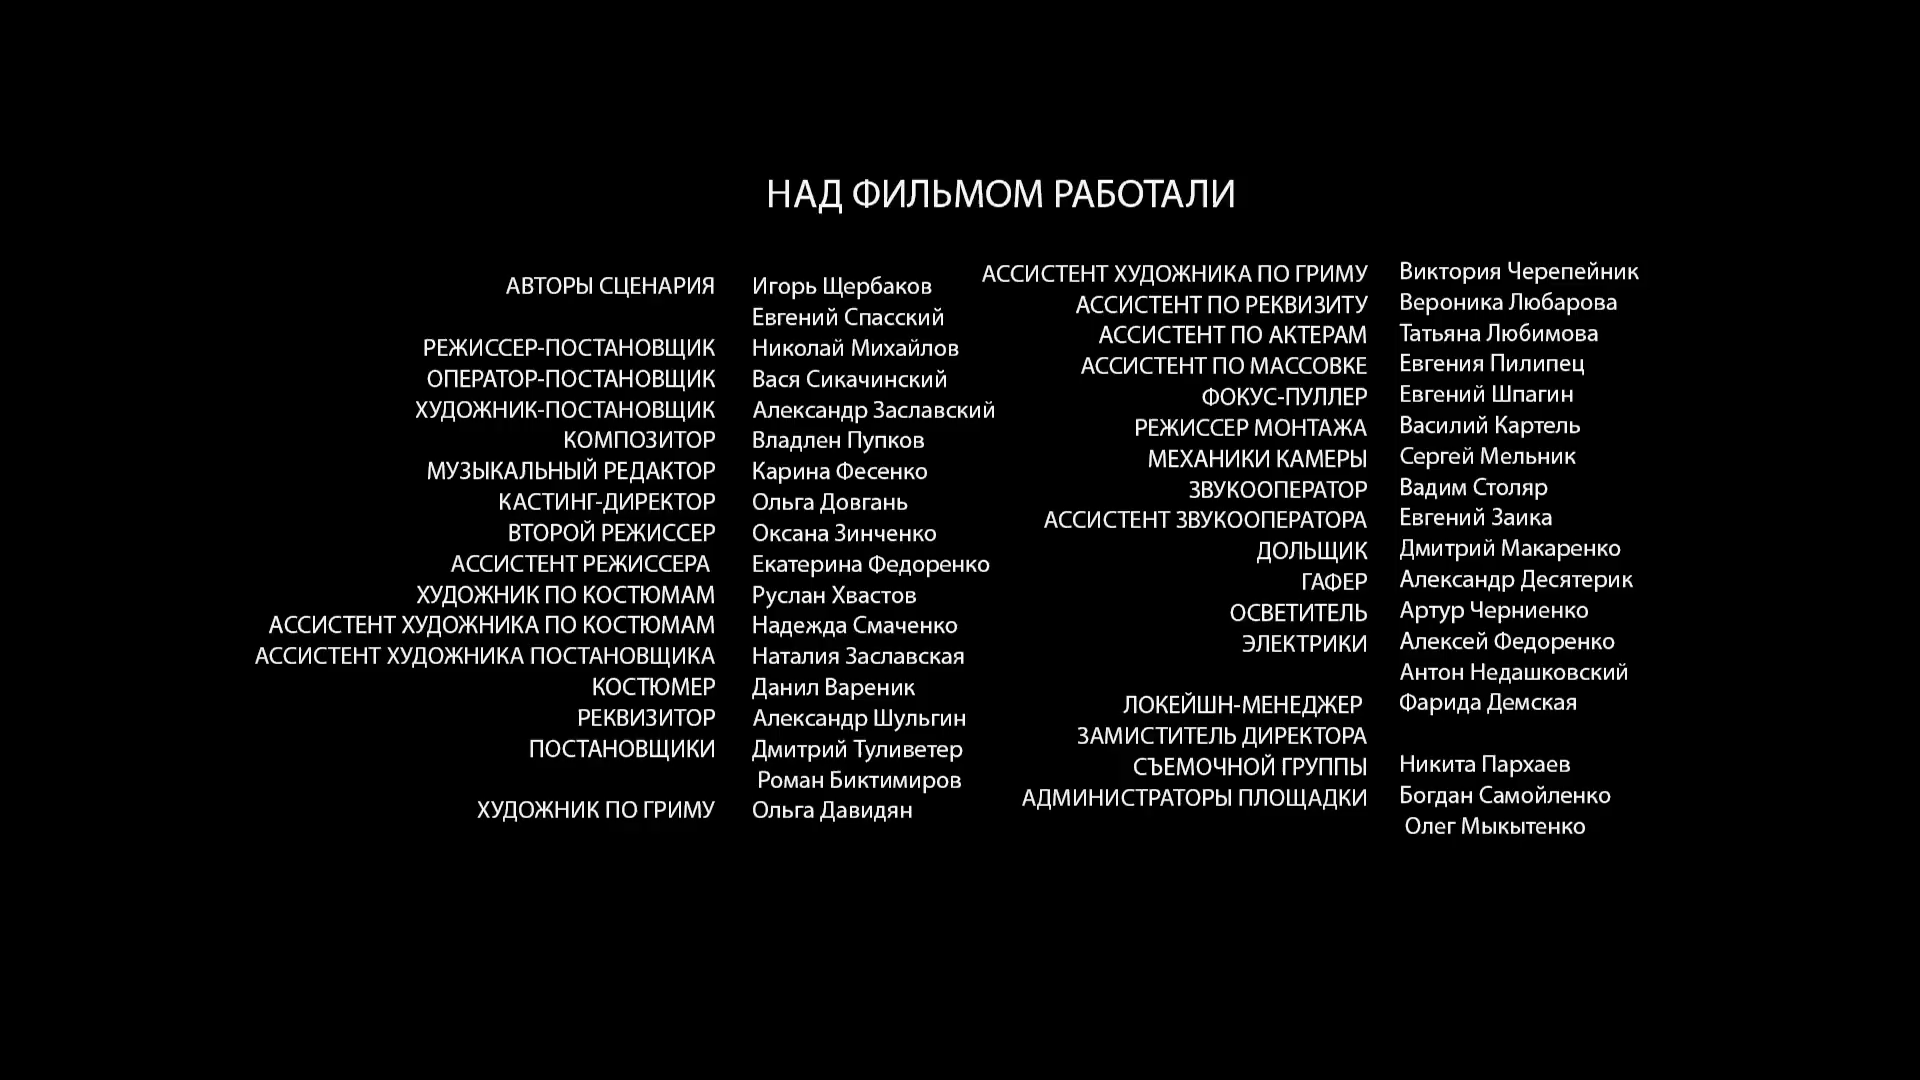 НАД ФИЛЬМОМ РАБОТАЛИ
АВТОРЫ СЦЕНАРИЯ Игорь Щербаков
Евгений Спасский
РЕЖИССЕР-ПОСТАНОВЩИК Николай Михайлов
ОПЕРАТОР-ПОСТАНОВЩИК Вася Сикачинский
ХУДОЖНИК-ПОСТАНОВЩИК Александр Заславский
КОМПОЗИТОР Владлен Пупков
МУЗЫКАЛЬНЫЙ РЕДАКТОР Карина Фесенко
КАСТИНГ-ДИРЕКТОР Ольга Довгань
ВТОРОЙ РЕЖИССЕР Оксана Зинченко
АССИСТЕНТ РЕЖИССЕРА Екатерина Федоренко
ХУДОЖНИК ПО КОСТЮМАМ Руслан Хвастов
АССИСТЕНТ ХУДОЖНИКА ПО КОСТЮМАМ Надежда Смаченко
АССИСТЕНТ ХУДОЖНИКА ПОСТАНОВЩИКА Наталия Заславская
КОСТЮМЕР Данил Вареник
РЕКВИЗИТОР Александр Шульгин
ПОСТАНОВЩИКИ Дмитрий Туливетер
Роман Биктимиров
ХУДОЖНИК ПО ГРИМУ Ольга Давидян
АССИСТЕНТ ХУДОЖНИКА ПО ГРИМУ Виктория Черепейник
АССИСТЕНТ ПО РЕКВИЗИТУ Вероника Любарова
АССИСТЕНТ ПО АКТЕРАМ Татьяна Любимова
АССИСТЕНТ ПО МАССОВКЕ Евгения Пилипец
ФОКУС-ПУЛЛЕР Евгений Шпагин
РЕЖИССЕР МОНТАЖА Василий Картель
МЕХАНИКИ КАМЕРЫ Сергей Мельник
ЗВУКООПЕРАТОР Вадим Столяр
АССИСТЕНТ ЗВУКООПЕРАТОРА Евгений Заика
ДОЛЬЩИК Дмитрий Макаренко
ГАФЕР Александр Десятерик
ОСВЕТИТЕЛЬ Артур Черниенко
ЭЛЕКТРИКИ Алексей Федоренко
Антон Недашковский
ЛОКЕЙШН-МЕНЕДЖЕР Фарида Демская
ЗАМИСТИТЕЛЬ ДИРЕКТОРА
СЪЕМОЧНОЙ ГРУППЫ Никита Пархаев
АДМИНИСТРАТОРЫ ПЛОЩАДКИ Богдан Самойленко
Олег Мыкытенко